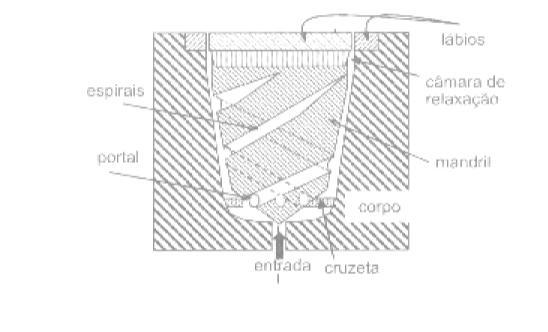 lábios
câmara de
relaxação
espirais
portal
mandril
corpo
entrada
cruzeta